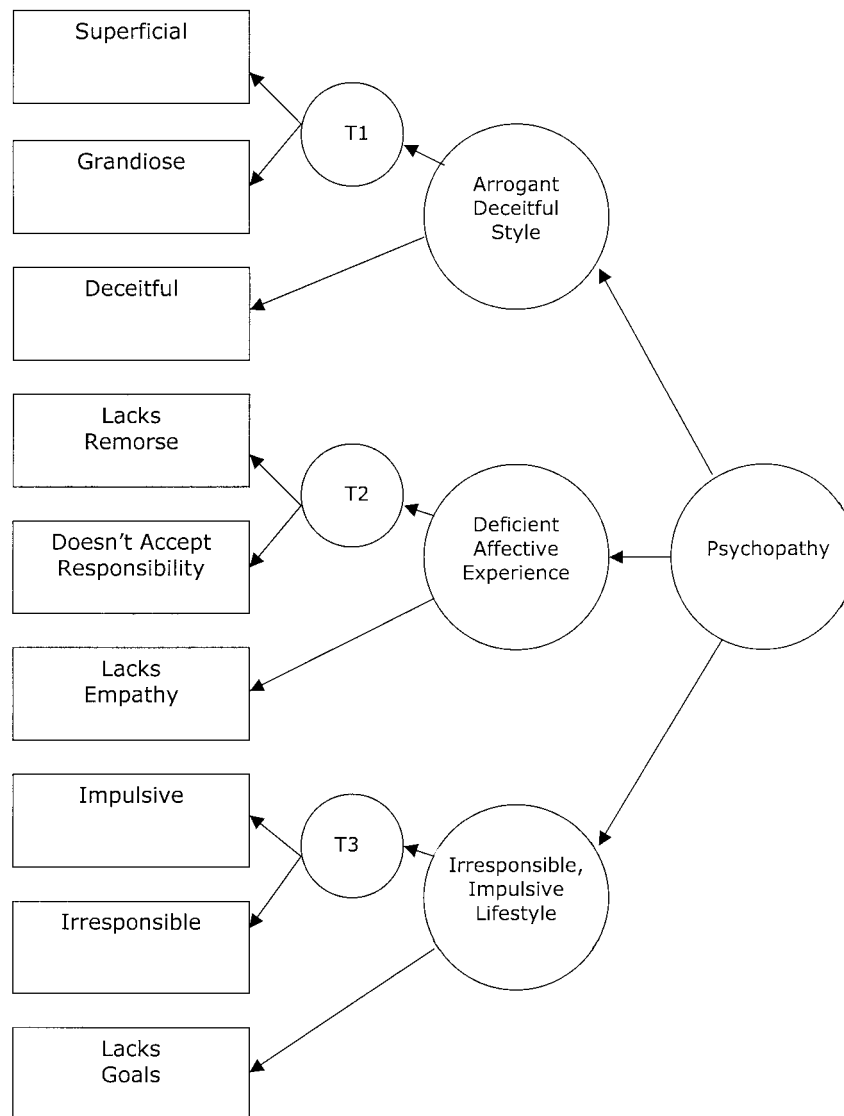 Superficial
T1
Grandiose
Arrogant
Deceitful
Style
Deceitful
Lacks
Remorse
T2
Deficient
Affective
Experience
Psychopathy
Doesn't Accept
Responsibility
Lacks
Empathy
Impulsive
T3
Irresponsible,
Impulsive
Lifestyle
Irresponsible
Lacks
Goals